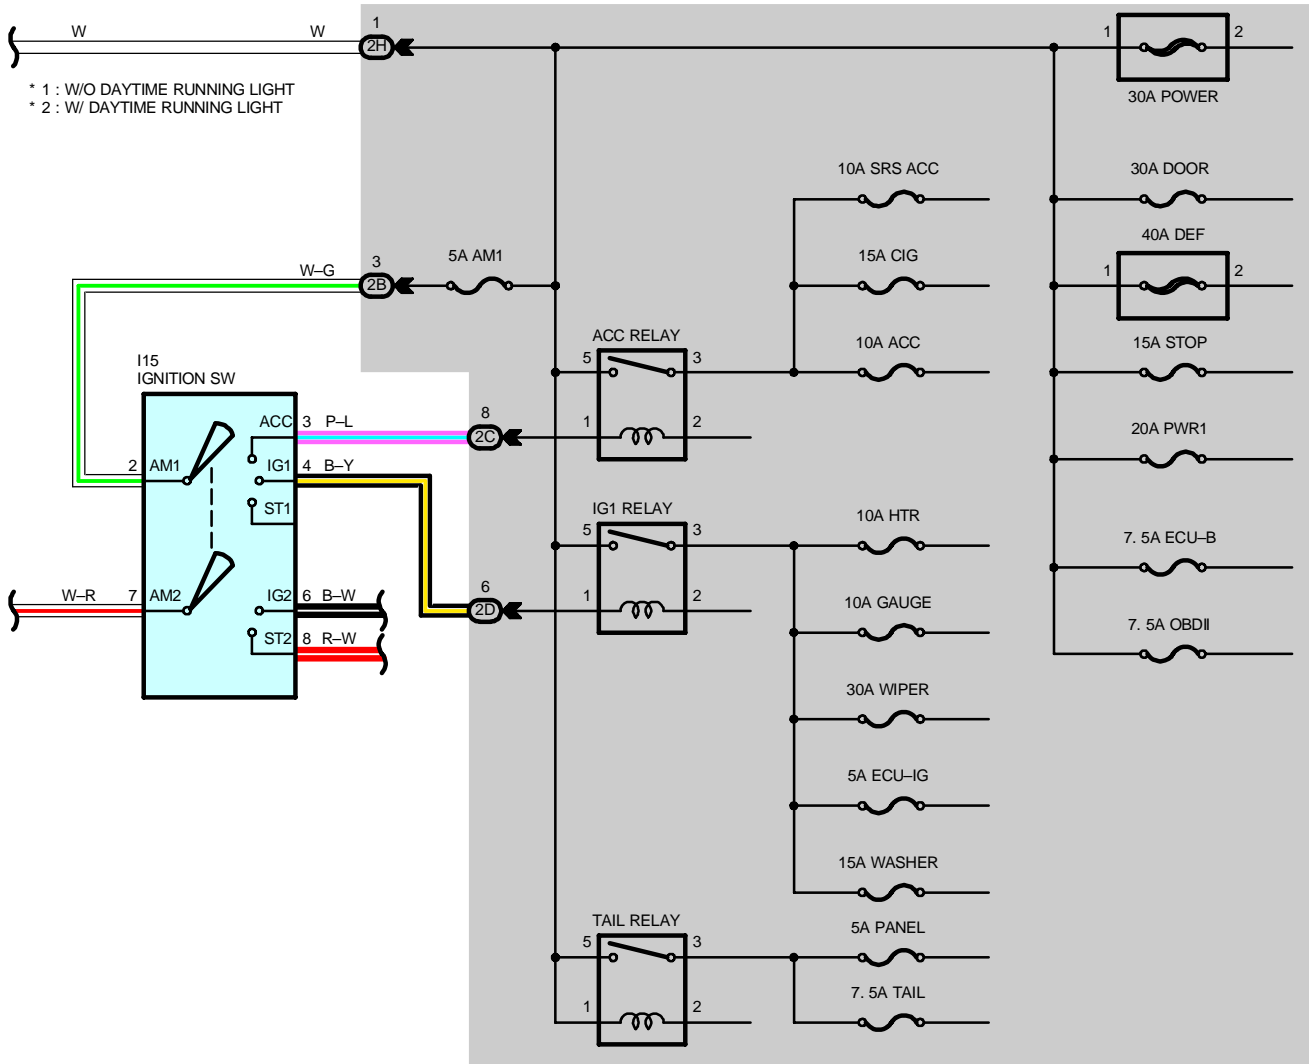 W W 1 1 2
2H
* 1 : W/O DAYTIME RUNNING LIGHT
* 2 : W/ DAYTIME RUNNING LIGHT
30A POWER
10A SRS ACC 30A DOOR
40A DEF
W–G 3 5A AM1 15A CIG
2B 1 2
ACC RELAY 10A ACC 15A STOP
5 3
I15
IGNITION SW
ACC 3 P–L 8 1 2 20A PWR1
2C
2 AM1 IG1 4 B–Y
ST1 IG1 RELAY 10A HTR
5 3 7. 5A ECU–B
W–R 7 AM2 IG2 6 B–W 6 1 2 10A GAUGE
2D
ST2 8 R–W 7. 5A OBDII
30A WIPER
5A ECU–IG
15A WASHER
TAIL RELAY 5A PANEL
5 3
7. 5A TAIL
1 2